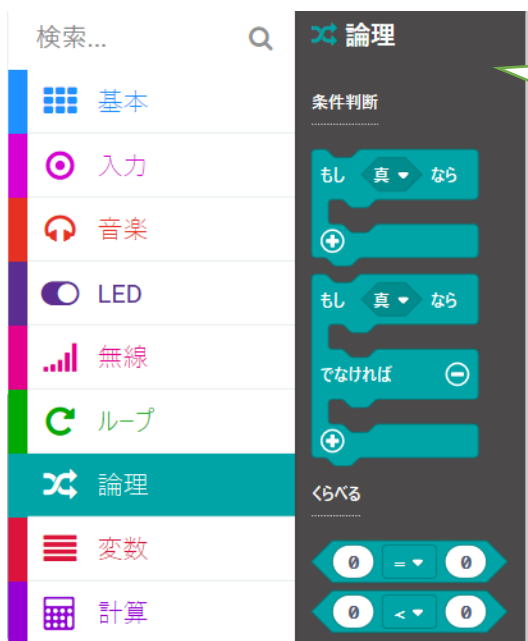 検索...
基本
入力
音楽
LED
無線
ループ
論理
変数
計算
論理
条件判断
もし 真 なら
もし 真 なら
でなければ
くらべる
0 = 0
0 < 0